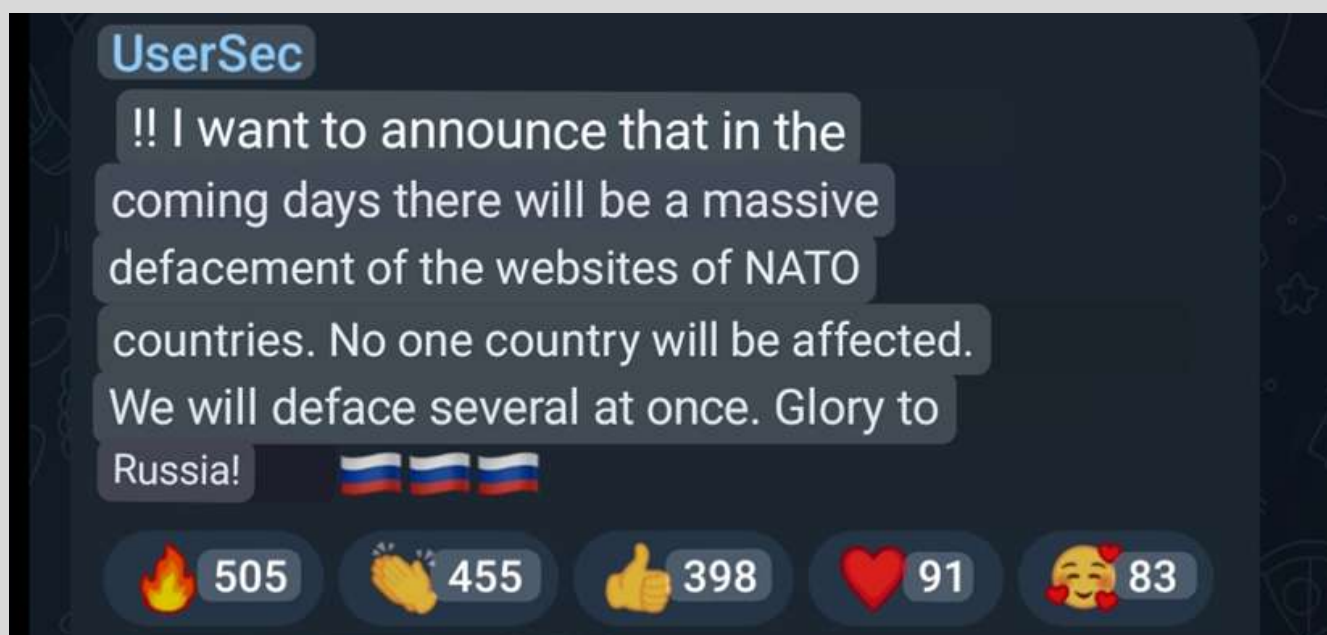 UserSec
!! I want to announce that in the
coming days there will be a massive
defacement of the websites of NATO
countries. No one country will be affected.
We will deface several at once. Glory to
Russia! 🇷🇺🇷🇺🇷🇺
🔥 505 👏 455 👍 398 ❤️ 91 🥰 83